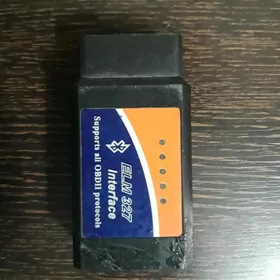 ELM 327
Interface
Supports all OBDII protocols